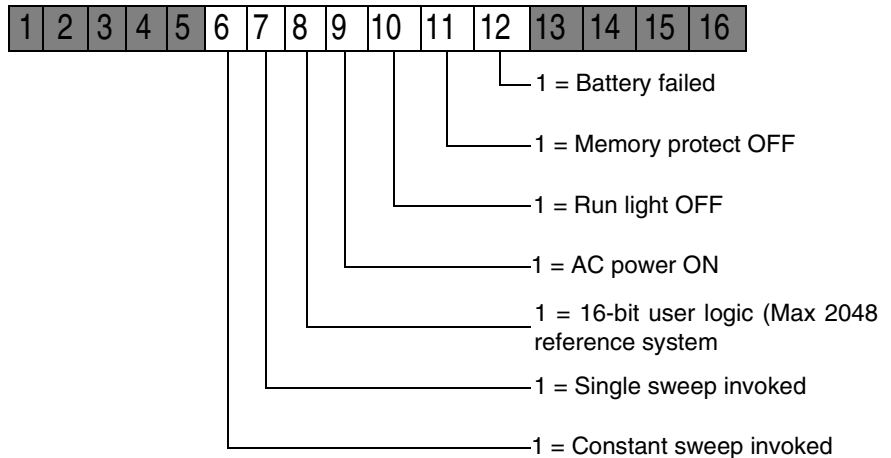 1 2 3 4 5 6 7 8 9 10 11 12 13 14 15 16
1 = Battery failed
1 = Memory protect OFF
1 = Run light OFF
1 = AC power ON
1 = 16-bit user logic (Max 2048
reference system
1 = Single sweep invoked
1 = Constant sweep invoked